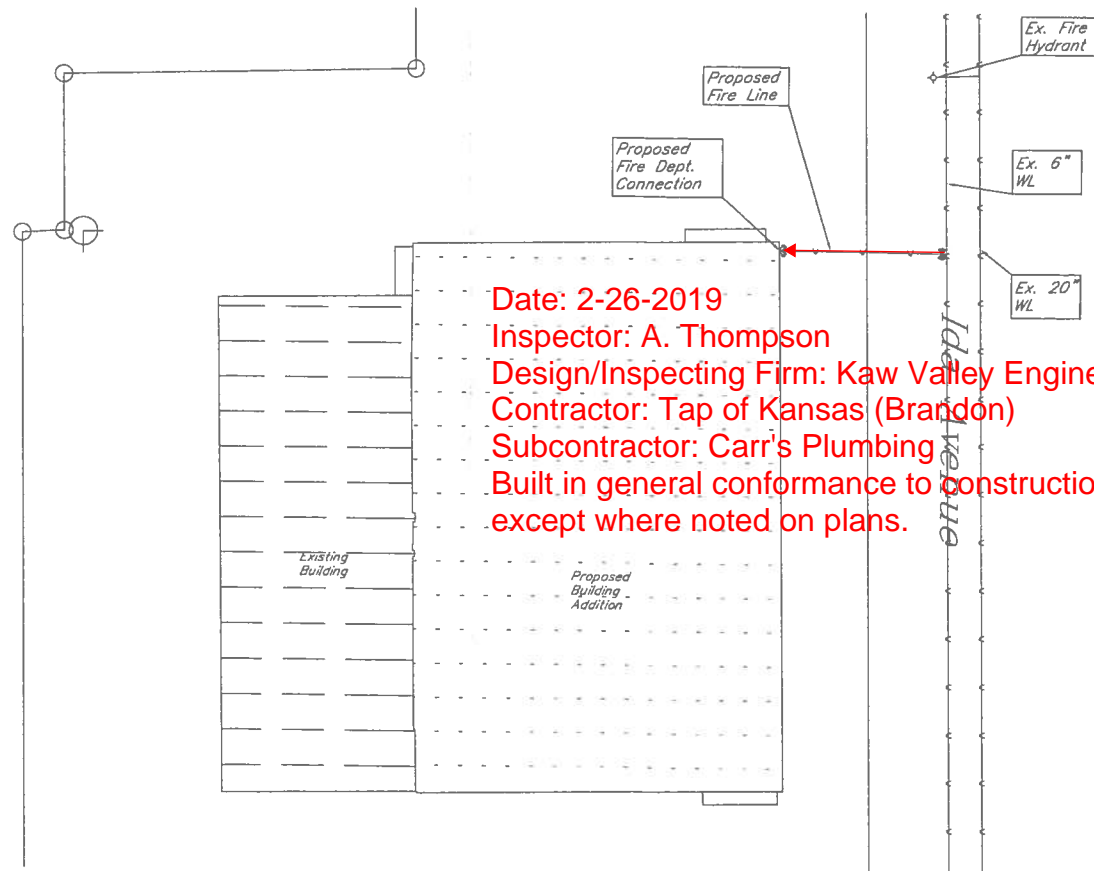 Ex. Fire
Hydrant
Proposed
Fire Line
Proposed
Fire Dept.
Connection
Ex. 6"
WL
Ex. 20"
WL
Date: 2-26-2019
Inspector: A. Thompson
Design/Inspecting Firm: Kaw Valley Engine
Contractor: Tap of Kansas (Brandon)
Subcontractor: Carr's Plumbing
Built in general conformance to constructio
except where noted on plans.
Ida Avenue
Existing
Building
Proposed
Building
Addition